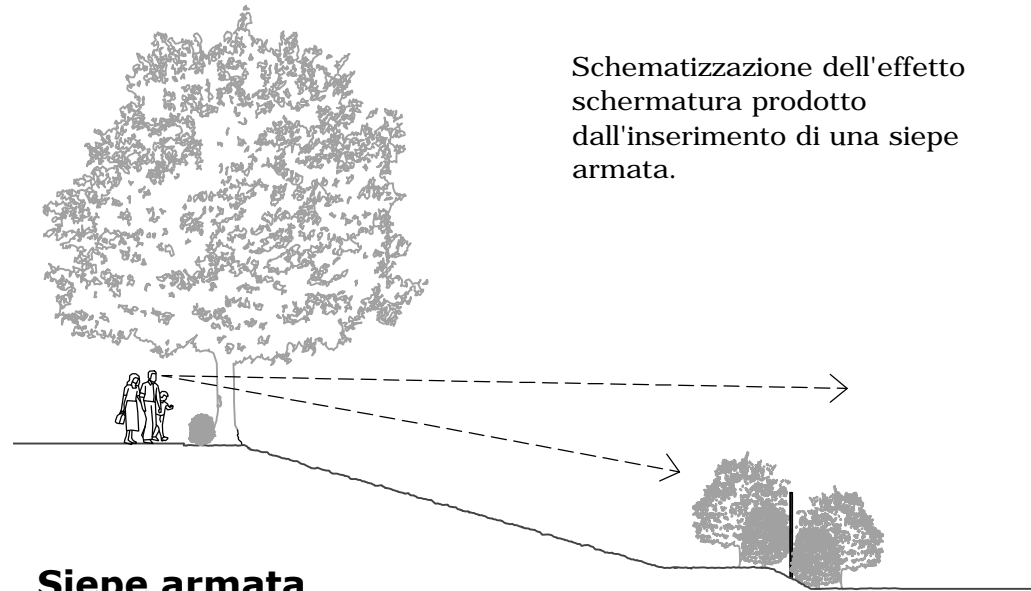 Schematizzazione dell'effetto
schermatura prodotto
dall'inserimento di una siepe
armata.
Siepe armata